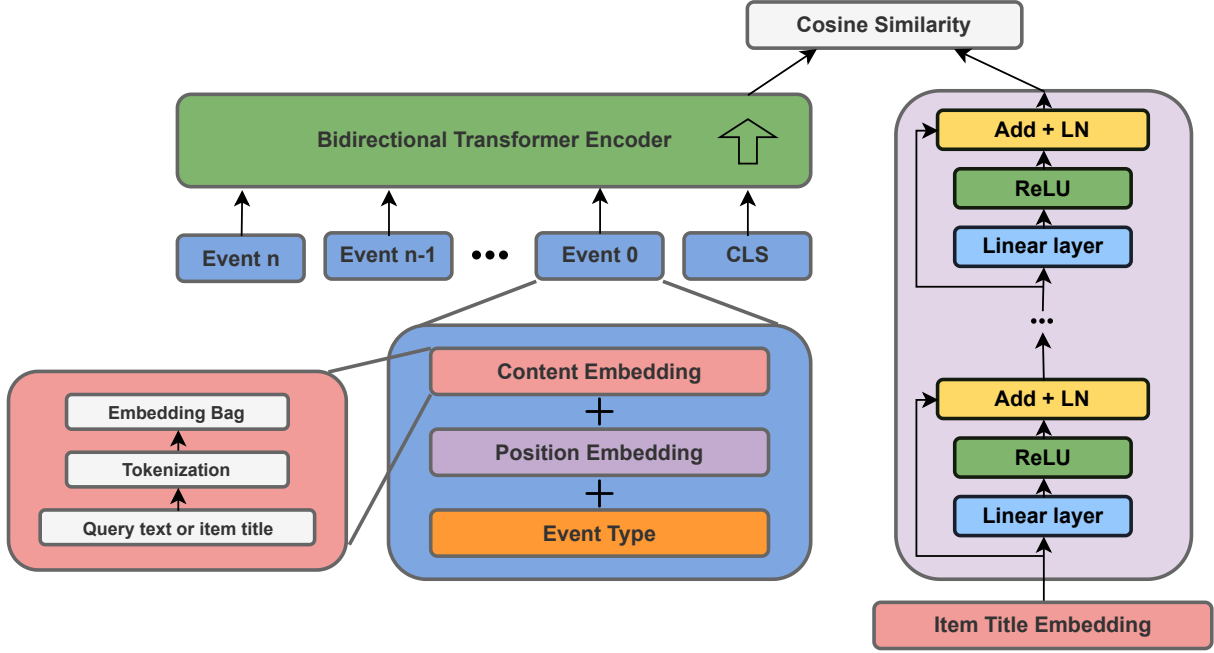 Cosine Similarity
Bidirectional Transformer Encoder
Event n
Event n-1
•••
Event 0
CLS
Content Embedding
+
Position Embedding
+
Event Type
Embedding Bag
Tokenization
Query text or item title
Add + LN
ReLU
Linear layer
•••
Add + LN
ReLU
Linear layer
Item Title Embedding